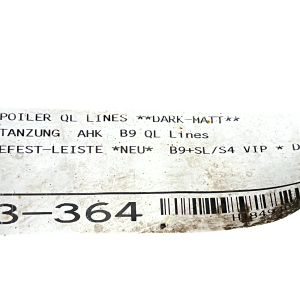 POILER QL LINES **DARK-MATT**
TANZUNG AHK B9 QL Lines
EFEST-LEISTE *NEU* B9+SL/S4 VIP * D
3-364